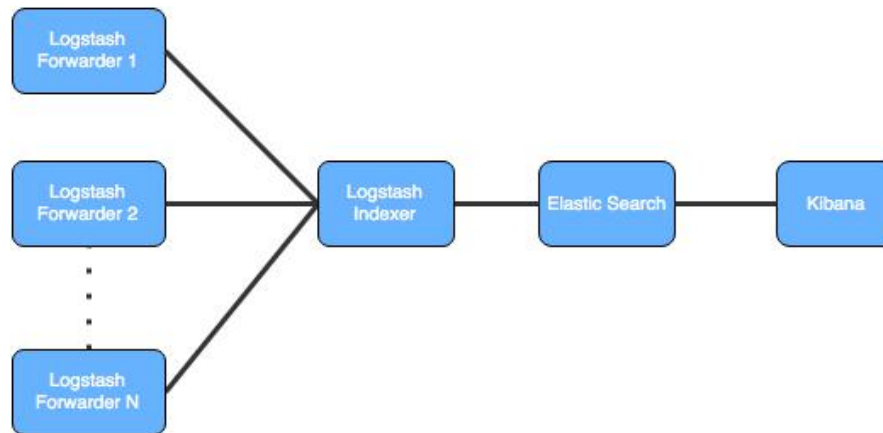 Logstash
Forwarder 1
Logstash
Forwarder 2
Logstash
Indexer
Elastic Search
Kibana
Logstash
Forwarder N